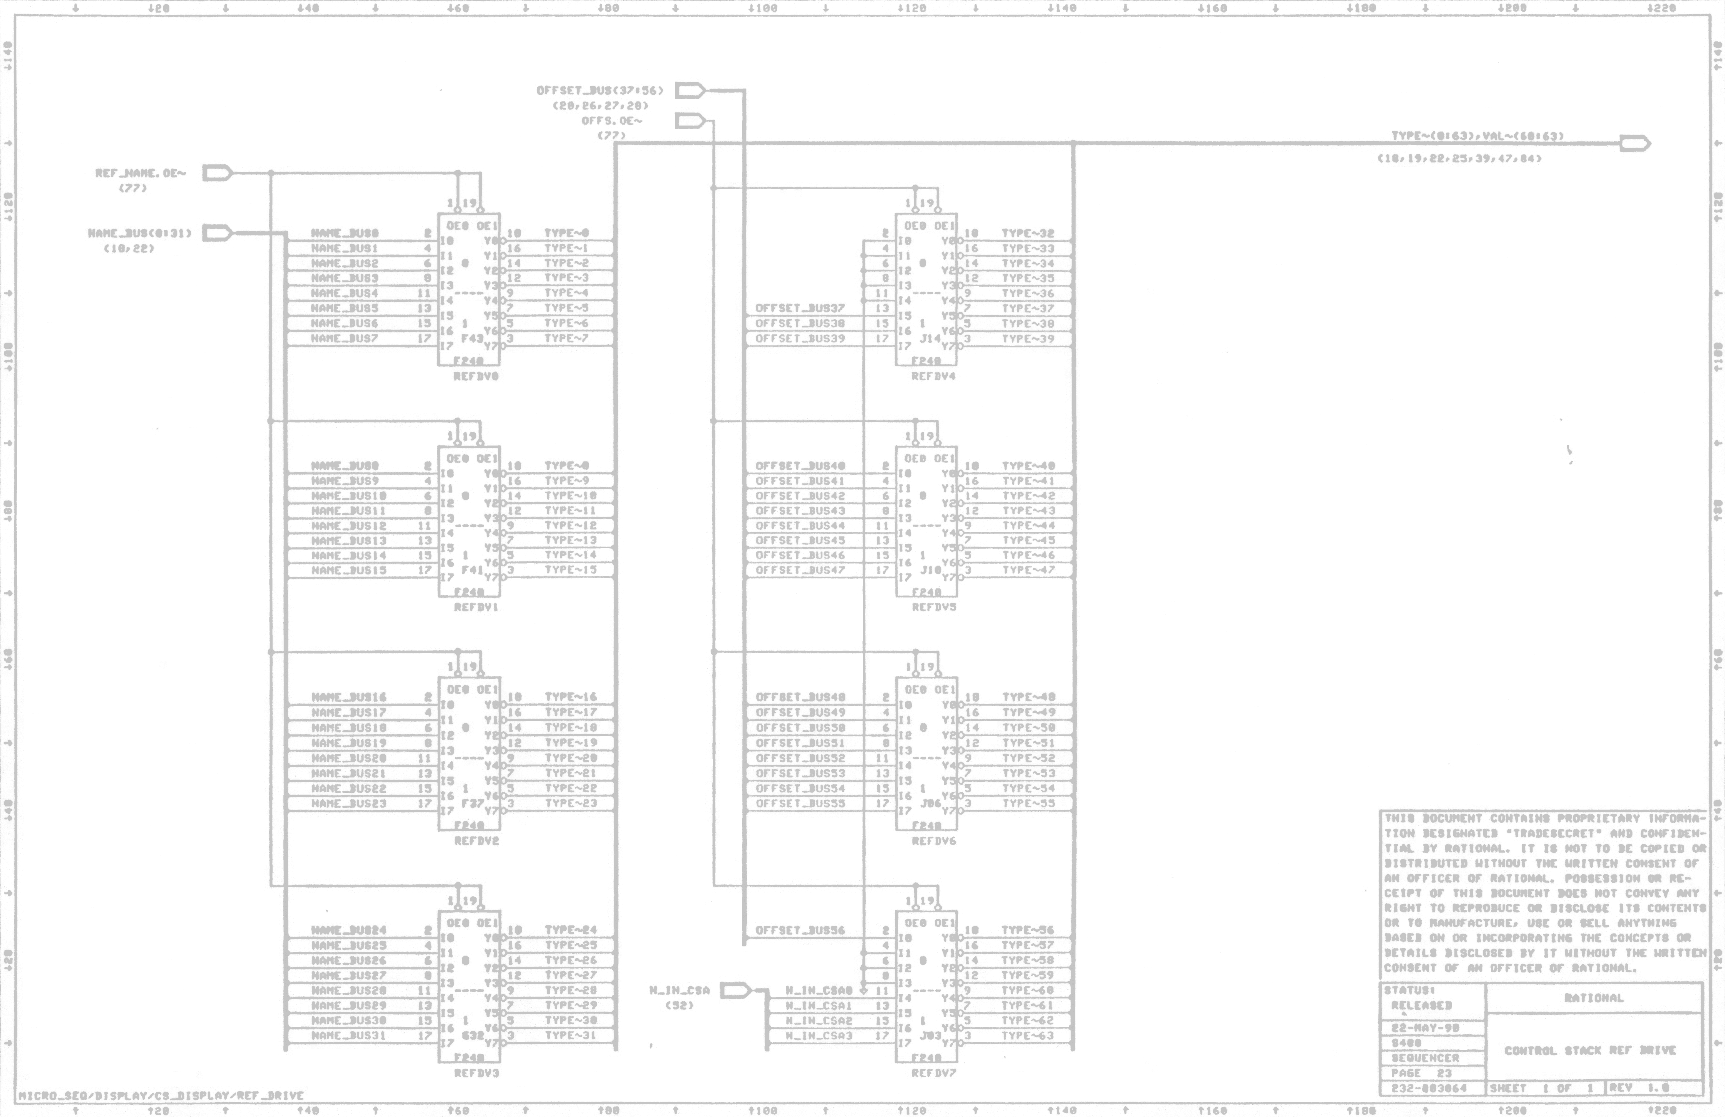 ↓20 ↓40 ↓60 ↓80 ↓100 ↓120 ↓140 ↓160 ↓180 ↓200 ↓220
OFFSET_BUS(37:56)
(20,26,27,28)
OFFS.OE~
(77)
TYPE~(0:63),VAL~(60:63)
(18,19,22,25,39,47,84)
REF_NAME.OE~
(77)
NAME_BUS(0:31)
(18,22)
1 19
OE0 OE1
NAME_BUS0 2 I0 Y0 18 TYPE~0
NAME_BUS1 4 I1 Y1 16 TYPE~1
NAME_BUS2 6 I2 0 Y2 14 TYPE~2
NAME_BUS3 8 I3 Y3 12 TYPE~3
NAME_BUS4 11 I4 ---- Y4 9 TYPE~4
NAME_BUS5 13 I5 Y5 7 TYPE~5
NAME_BUS6 15 I6 1 Y6 5 TYPE~6
NAME_BUS7 17 I7 F43 Y7 3 TYPE~7
F240
REFDV0
1 19
OE0 OE1
NAME_BUS8 2 I0 Y0 18 TYPE~8
NAME_BUS9 4 I1 Y1 16 TYPE~9
NAME_BUS10 6 I2 0 Y2 14 TYPE~10
NAME_BUS11 8 I3 Y3 12 TYPE~11
NAME_BUS12 11 I4 ---- Y4 9 TYPE~12
NAME_BUS13 13 I5 Y5 7 TYPE~13
NAME_BUS14 15 I6 1 Y6 5 TYPE~14
NAME_BUS15 17 I7 F41 Y7 3 TYPE~15
F240
REFDV1
1 19
OE0 OE1
NAME_BUS16 2 I0 Y0 18 TYPE~16
NAME_BUS17 4 I1 Y1 16 TYPE~17
NAME_BUS18 6 I2 0 Y2 14 TYPE~18
NAME_BUS19 8 I3 Y3 12 TYPE~19
NAME_BUS20 11 I4 ---- Y4 9 TYPE~20
NAME_BUS21 13 I5 Y5 7 TYPE~21
NAME_BUS22 15 I6 1 Y6 5 TYPE~22
NAME_BUS23 17 I7 F37 Y7 3 TYPE~23
F240
REFDV2
1 19
OE0 OE1
NAME_BUS24 2 I0 Y0 18 TYPE~24
NAME_BUS25 4 I1 Y1 16 TYPE~25
NAME_BUS26 6 I2 0 Y2 14 TYPE~26
NAME_BUS27 8 I3 Y3 12 TYPE~27
NAME_BUS28 11 I4 ---- Y4 9 TYPE~28
NAME_BUS29 13 I5 Y5 7 TYPE~29
NAME_BUS30 15 I6 1 Y6 5 TYPE~30
NAME_BUS31 17 I7 G32 Y7 3 TYPE~31
F240
REFDV3
1 19
OE0 OE1
2 I0 Y0 18 TYPE~32
4 I1 Y1 16 TYPE~33
6 I2 0 Y2 14 TYPE~34
8 I3 Y3 12 TYPE~35
11 I4 ---- Y4 9 TYPE~36
OFFSET_BUS37 13 I5 Y5 7 TYPE~37
OFFSET_BUS38 15 I6 1 Y6 5 TYPE~38
OFFSET_BUS39 17 I7 J14 Y7 3 TYPE~39
F240
REFDV4
1 19
OE0 OE1
OFFSET_BUS40 2 I0 Y0 18 TYPE~40
OFFSET_BUS41 4 I1 Y1 16 TYPE~41
OFFSET_BUS42 6 I2 0 Y2 14 TYPE~42
OFFSET_BUS43 8 I3 Y3 12 TYPE~43
OFFSET_BUS44 11 I4 ---- Y4 9 TYPE~44
OFFSET_BUS45 13 I5 Y5 7 TYPE~45
OFFSET_BUS46 15 I6 1 Y6 5 TYPE~46
OFFSET_BUS47 17 I7 J10 Y7 3 TYPE~47
F240
REFDV5
1 19
OE0 OE1
OFFSET_BUS48 2 I0 Y0 18 TYPE~48
OFFSET_BUS49 4 I1 Y1 16 TYPE~49
OFFSET_BUS50 6 I2 0 Y2 14 TYPE~50
OFFSET_BUS51 8 I3 Y3 12 TYPE~51
OFFSET_BUS52 11 I4 ---- Y4 9 TYPE~52
OFFSET_BUS53 13 I5 Y5 7 TYPE~53
OFFSET_BUS54 15 I6 1 Y6 5 TYPE~54
OFFSET_BUS55 17 I7 J06 Y7 3 TYPE~55
F240
REFDV6
1 19
OE0 OE1
OFFSET_BUS56 2 I0 Y0 18 TYPE~56
4 I1 Y1 16 TYPE~57
6 I2 0 Y2 14 TYPE~58
8 I3 Y3 12 TYPE~59
N_IN_CSA
(52)
N_IN_CSA0 11 I4 ---- Y4 9 TYPE~60
N_IN_CSA1 13 I5 Y5 7 TYPE~61
N_IN_CSA2 15 I6 1 Y6 5 TYPE~62
N_IN_CSA3 17 I7 J03 Y7 3 TYPE~63
F240
REFDV7
THIS DOCUMENT CONTAINS PROPRIETARY INFORMA-
TION DESIGNATED "TRADESECRET" AND CONFIDEN-
TIAL BY RATIONAL. IT IS NOT TO BE COPIED OR
DISTRIBUTED WITHOUT THE WRITTEN CONSENT OF
AN OFFICER OF RATIONAL. POSSESSION OR RE-
CEIPT OF THIS DOCUMENT DOES NOT CONVEY ANY
RIGHT TO REPRODUCE OR DISCLOSE ITS CONTENTS
OR TO MANUFACTURE, USE OR SELL ANYTHING
BASED ON OR INCORPORATING THE CONCEPTS OR
DETAILS DISCLOSED BY IT WITHOUT THE WRITTEN
CONSENT OF AN OFFICER OF RATIONAL.
STATUS:
RELEASED
22-MAY-90
S400
SEQUENCER
PAGE 23
232-003064
RATIONAL
CONTROL STACK REF DRIVE
SHEET 1 OF 1
REV 1.0
MICRO_SEQ/DISPLAY/CS_DISPLAY/REF_DRIVE
↑20 ↑40 ↑60 ↑80 ↑100 ↑120 ↑140 ↑160 ↑180 ↑200 ↑220